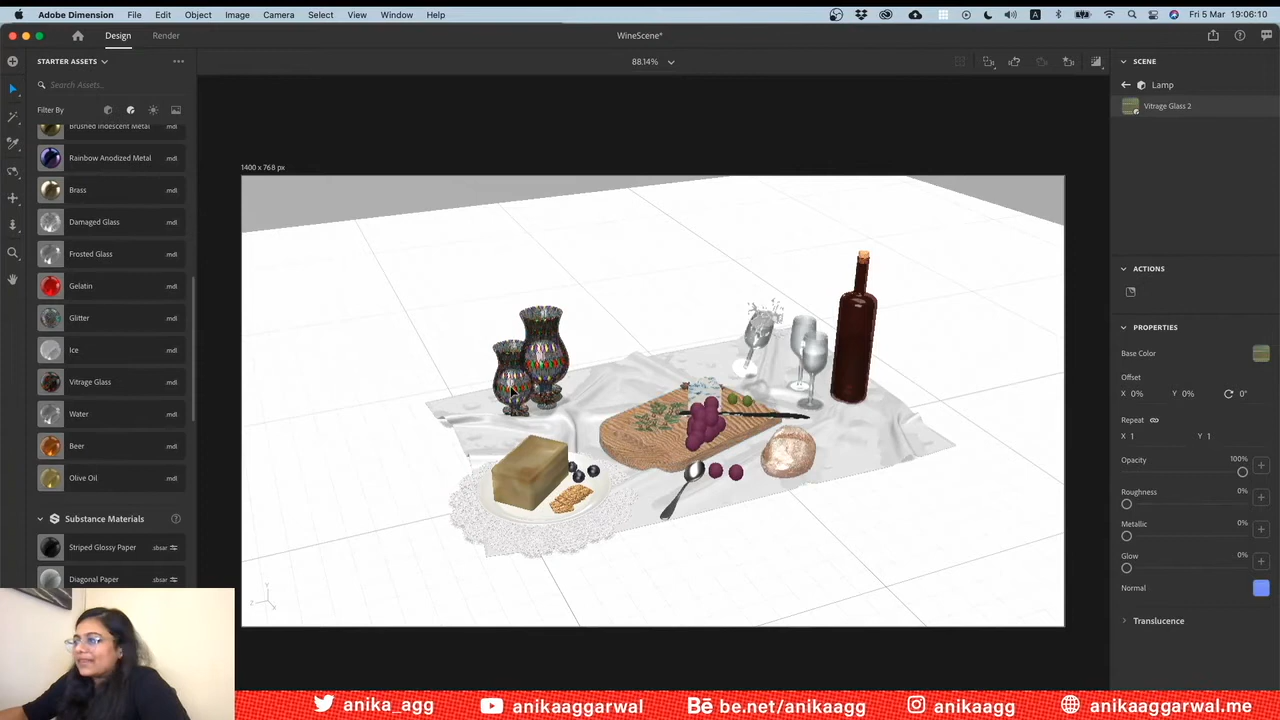 Adobe Dimension File Edit Object Image Camera Select View Window Help
A
Fri 5 Mar 19:06:10
Design Render
WineScene*
STARTER ASSETS
88.14%
SCENE
Search Assets...
Lamp
Filter By
Vitrage Glass 2
Brushed Iridescent Metal .mdl
Rainbow Anodized Metal .mdl
1400 x 768 px
Brass .mdl
Damaged Glass .mdl
Frosted Glass .mdl
Gelatin .mdl
Glitter .mdl
Ice .mdl
Vitrage Glass .mdl
Water .mdl
Beer .mdl
Olive Oil .mdl
Substance Materials
Striped Glossy Paper .sbsar
Diagonal Paper .sbsar
ACTIONS
PROPERTIES
Base Color
Offset
X 0% Y 0% 0°
Repeat
X 1 Y 1
Opacity 100%
Roughness 0%
Metallic 0%
Glow 0%
Normal
Translucence
Y
Z X
anika_agg anikaaggarwal be.net/anikaagg anikaagg anikaaggarwal.me